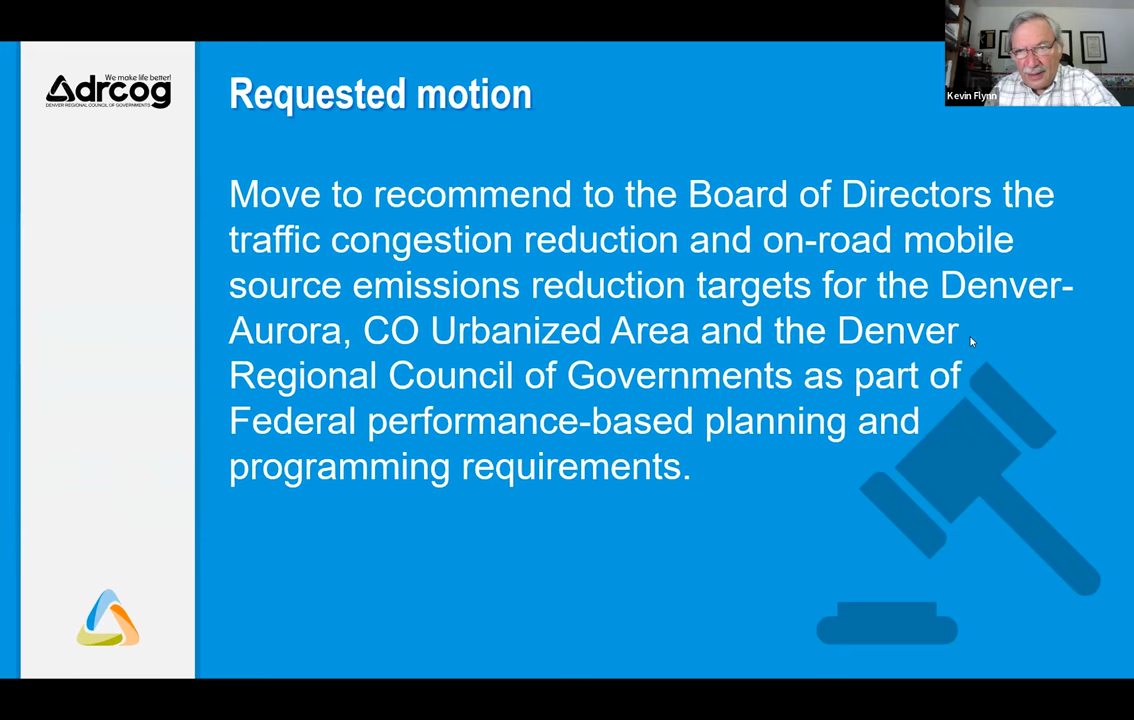 We make life better!
drcog
DENVER REGIONAL COUNCIL OF GOVERNMENTS
Requested motion
Kevin Flynn
Move to recommend to the Board of Directors the
traffic congestion reduction and on-road mobile
source emissions reduction targets for the Denver-
Aurora, CO Urbanized Area and the Denver
Regional Council of Governments as part of
Federal performance-based planning and
programming requirements.